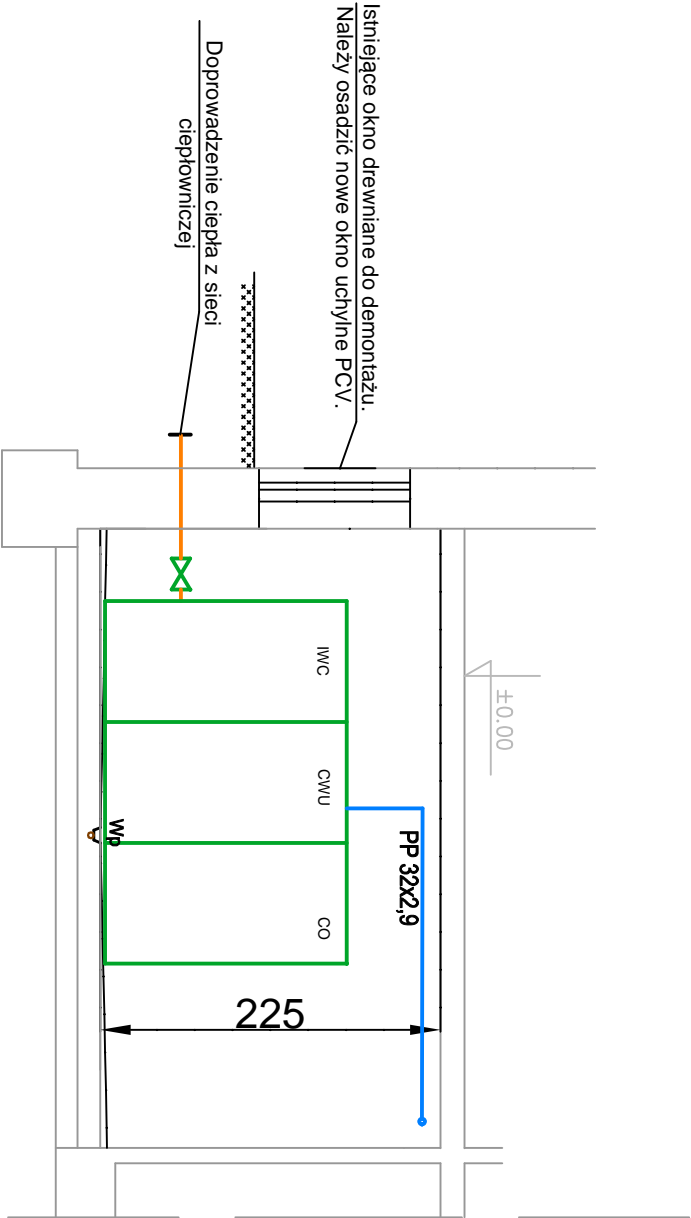 Istniejące okno drewniane do demontażu.
Należy osadzić nowe okno uchylne PCV.
Doprowadzenie ciepła z sieci
ciepłowniczej
±0.00
IWC
CWU
CO
PP 32x2,9
Wp
225